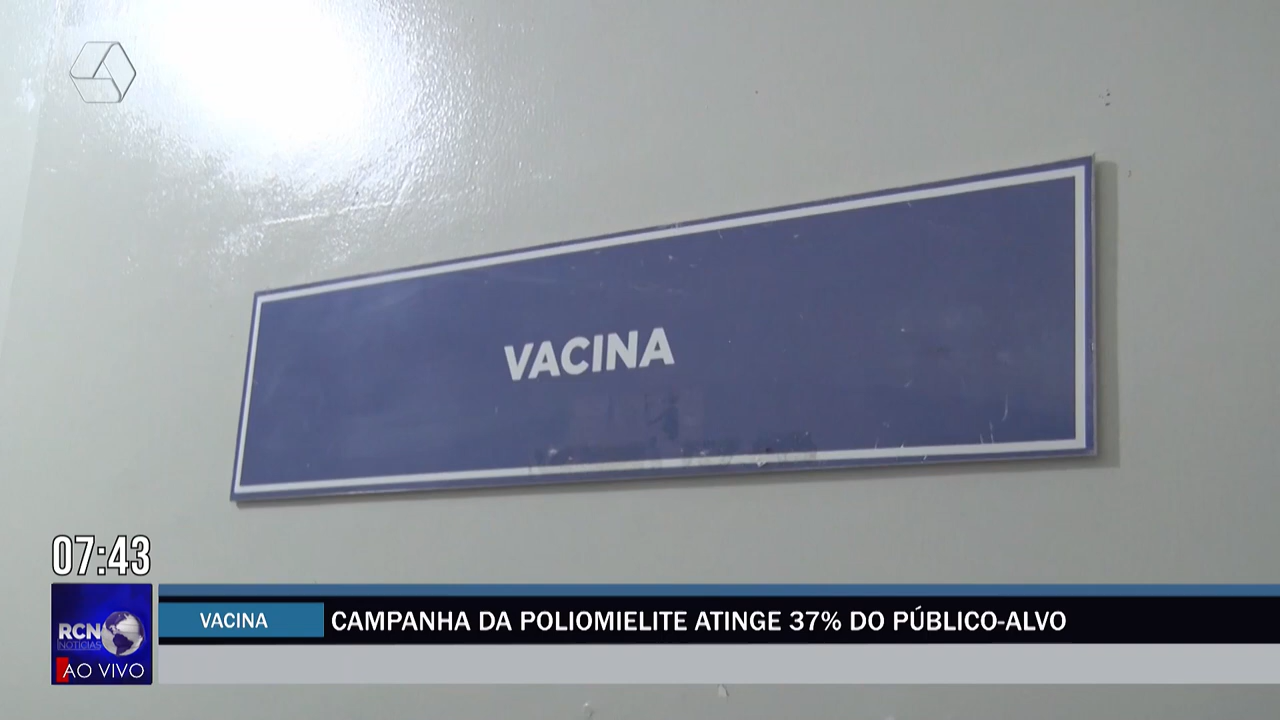 VACINA
07:43
RCN
NOTÍCIAS
AO VIVO
VACINA
CAMPANHA DA POLIOMIELITE ATINGE 37% DO PÚBLICO-ALVO